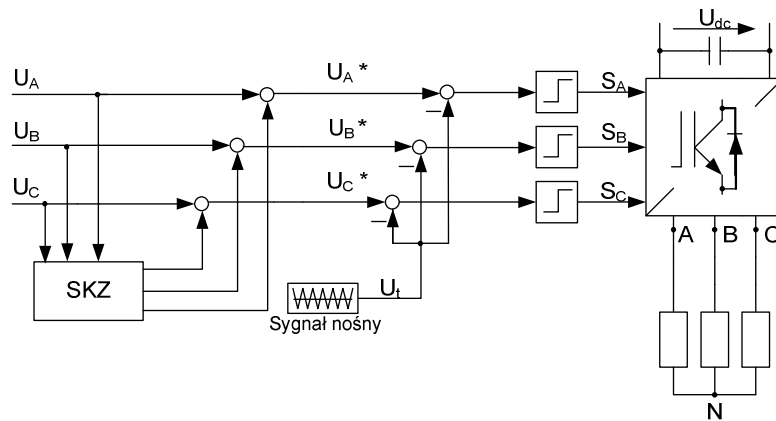 U_dc
U_A
U_A *
S_A
U_B
U_B*
S_B
U_C
U_C *
S_C
A
B
C
SKZ
U_t
Sygnał nośny
N